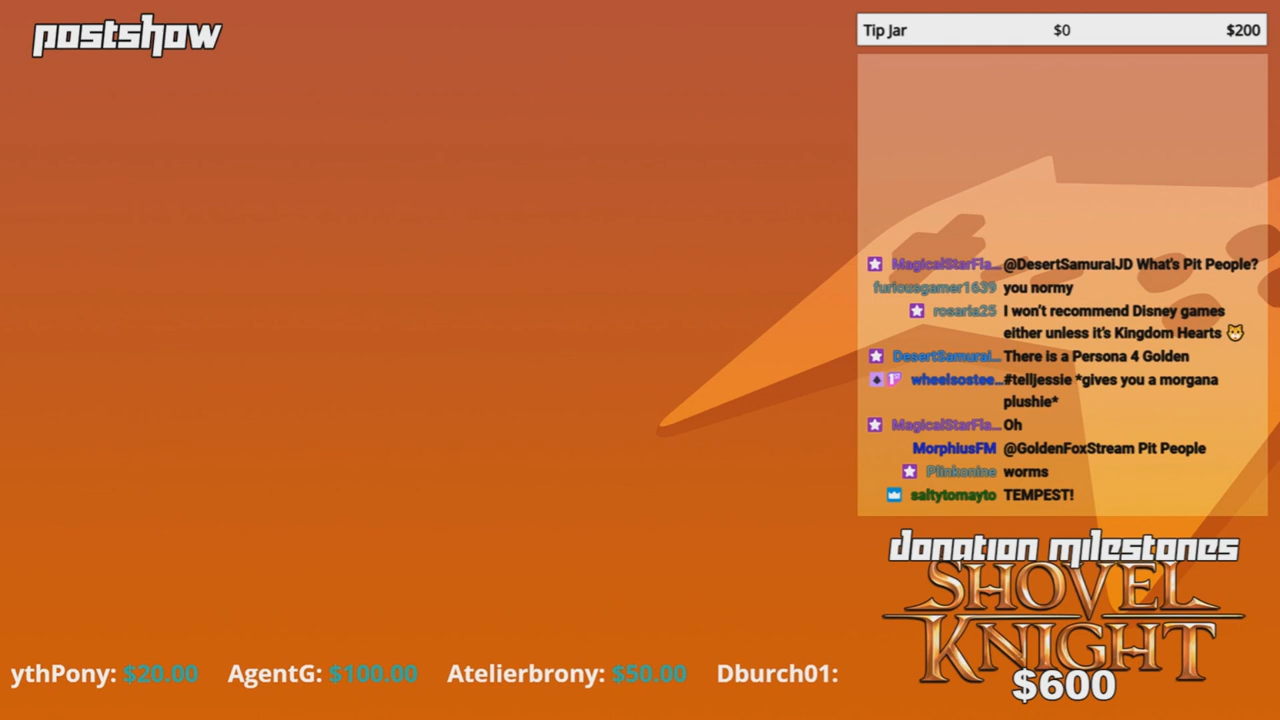 postshow
Tip Jar $0 $200
MagicalStarFla... @DesertSamuraiJD What's Pit People?
furiousgamer1639 you normy
rosaria25 I won't recommend Disney games
either unless it's Kingdom Hearts
DesertSamurai... There is a Persona 4 Golden
wheelsostee... #telljessie *gives you a morgana
plushie*
MagicalStarFla... Oh
MorphiusFM @GoldenFoxStream Pit People
Plinkonine worms
saltytomayto TEMPEST!
donation milestones
SHOVEL
KNIGHT
$600
ythPony: $20.00 AgentG: $100.00 Atelierbrony: $50.00 Dburch01: